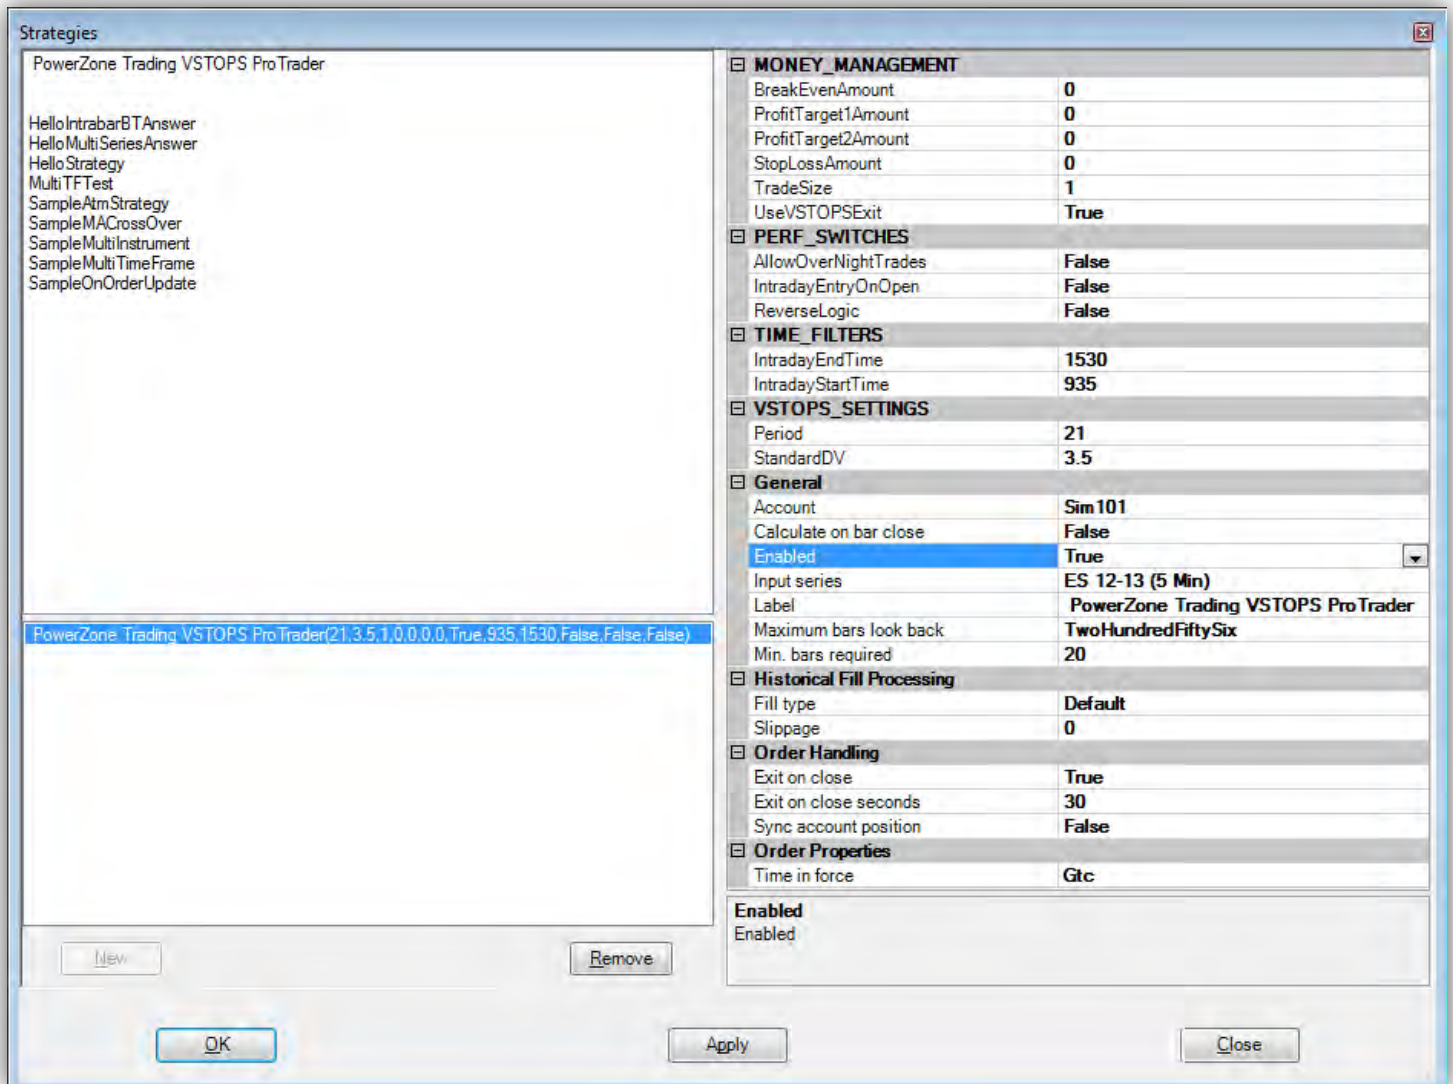 Strategies
PowerZone Trading VSTOPS ProTrader
HelloIntrabarBTAnswer
HelloMultiSeriesAnswer
HelloStrategy
MultiTFTest
SampleAtmStrategy
SampleMACrossOver
SampleMultiInstrument
SampleMultiTimeFrame
SampleOnOrderUpdate
PowerZone Trading VSTOPS ProTrader(21,3.5,1,0,0,0,0,True,935,1530,False,False,False)
New
Remove
MONEY_MANAGEMENT
BreakEvenAmount 0
ProfitTarget1Amount 0
ProfitTarget2Amount 0
StopLossAmount 0
TradeSize 1
UseVSTOPSExit True
PERF_SWITCHES
AllowOverNightTrades False
IntradayEntryOnOpen False
ReverseLogic False
TIME_FILTERS
IntradayEndTime 1530
IntradayStartTime 935
VSTOPS_SETTINGS
Period 21
StandardDV 3.5
General
Account Sim101
Calculate on bar close False
Enabled True
Input series ES 12-13 (5 Min)
Label PowerZone Trading VSTOPS ProTrader
Maximum bars look back TwoHundredFiftySix
Min. bars required 20
Historical Fill Processing
Fill type Default
Slippage 0
Order Handling
Exit on close True
Exit on close seconds 30
Sync account position False
Order Properties
Time in force Gtc
Enabled
Enabled
OK
Apply
Close